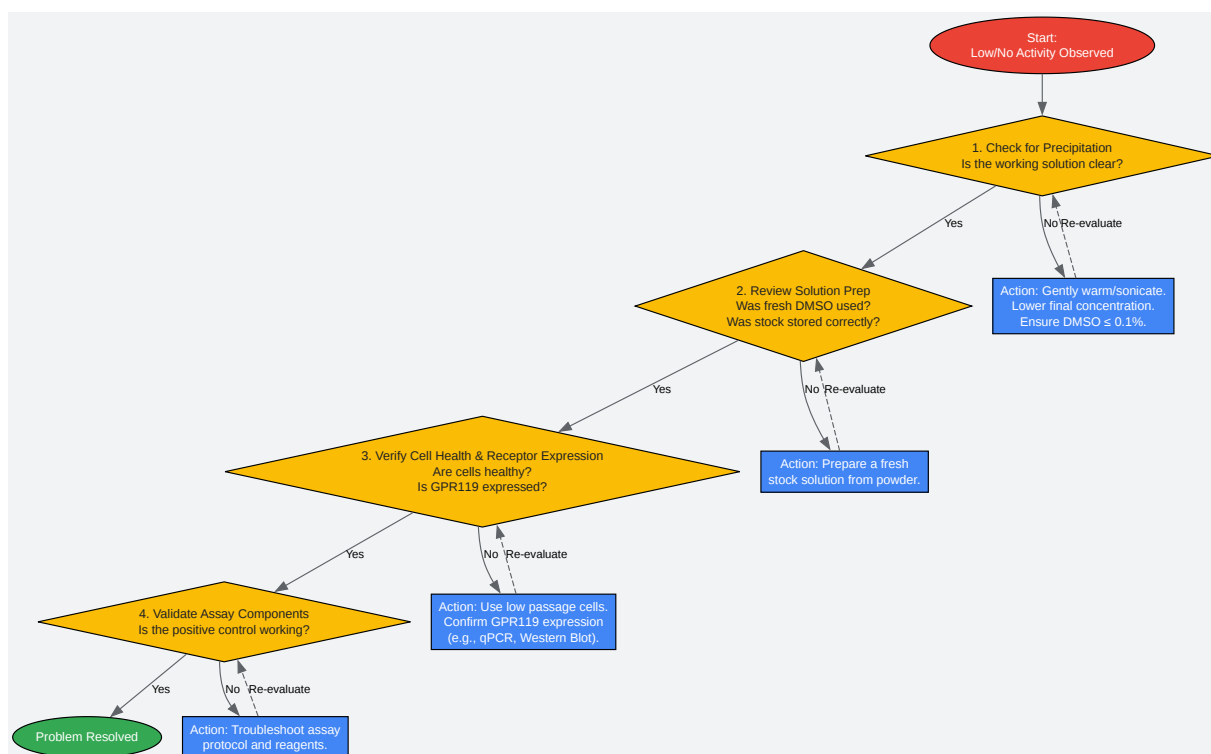 Start:
Low/No Activity Observed
1. Check for Precipitation
Is the working solution clear?
Yes
No
Re-evaluate
Action: Gently warm/sonicate.
Lower final concentration.
Ensure DMSO ≤ 0.1%.
2. Review Solution Prep
Was fresh DMSO used?
Was stock stored correctly?
Yes
No
Re-evaluate
Action: Prepare a fresh
stock solution from powder.
3. Verify Cell Health & Receptor Expression
Are cells healthy?
Is GPR119 expressed?
Yes
No
Re-evaluate
Action: Use low passage cells.
Confirm GPR119 expression
(e.g., qPCR, Western Blot).
4. Validate Assay Components
Is the positive control working?
Yes
No
Re-evaluate
Problem Resolved
Action: Troubleshoot assay
protocol and reagents.